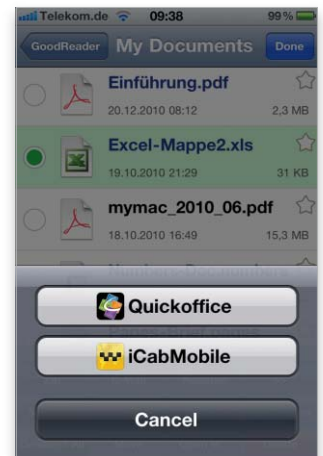 Telekom.de 09:38 99%
GoodReader My Documents Done
Einführung.pdf
20.12.2010 08:12 2,3 MB
Excel-Mappe2.xls
19.10.2010 21:29 31 KB
mymac_2010_06.pdf
18.10.2010 16:49 15,3 MB
Quickoffice
iCabMobile
Cancel